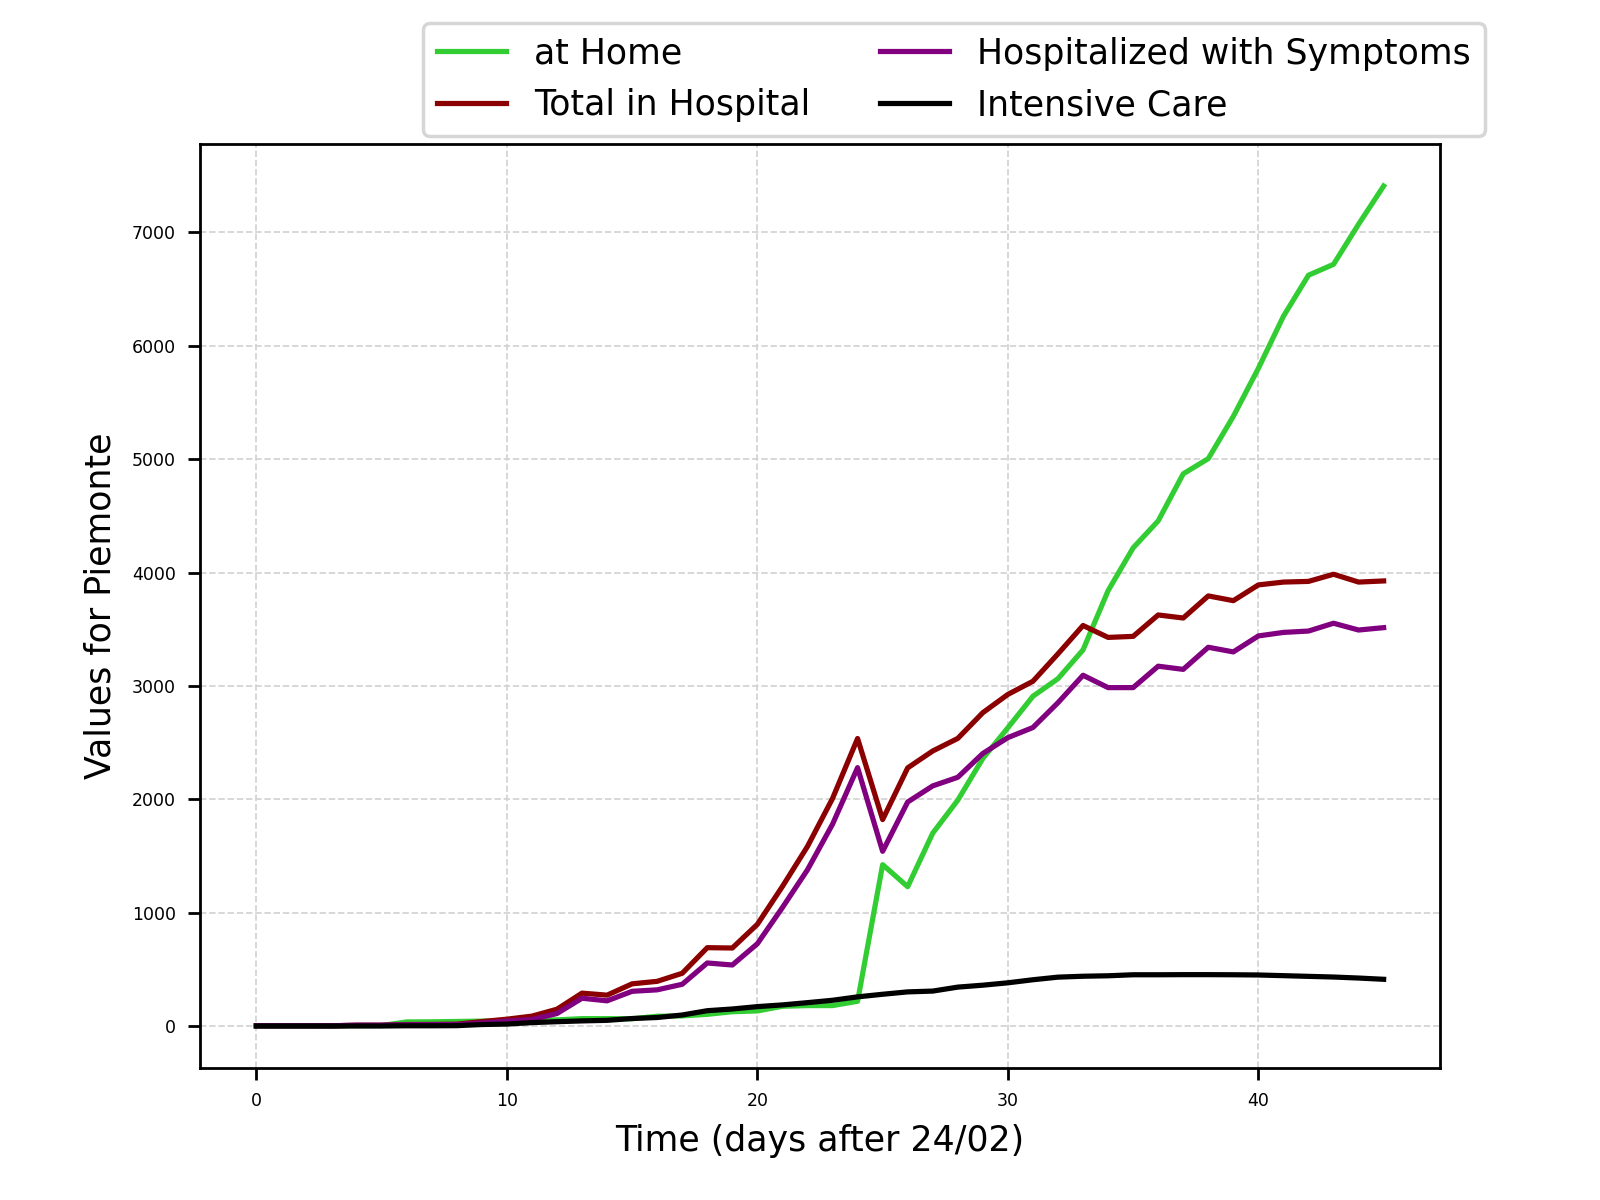 at Home
Total in Hospital
Hospitalized with Symptoms
Intensive Care
Values for Piemonte
7000
6000
5000
4000
3000
2000
1000
0
0 10 20 30 40
Time (days after 24/02)